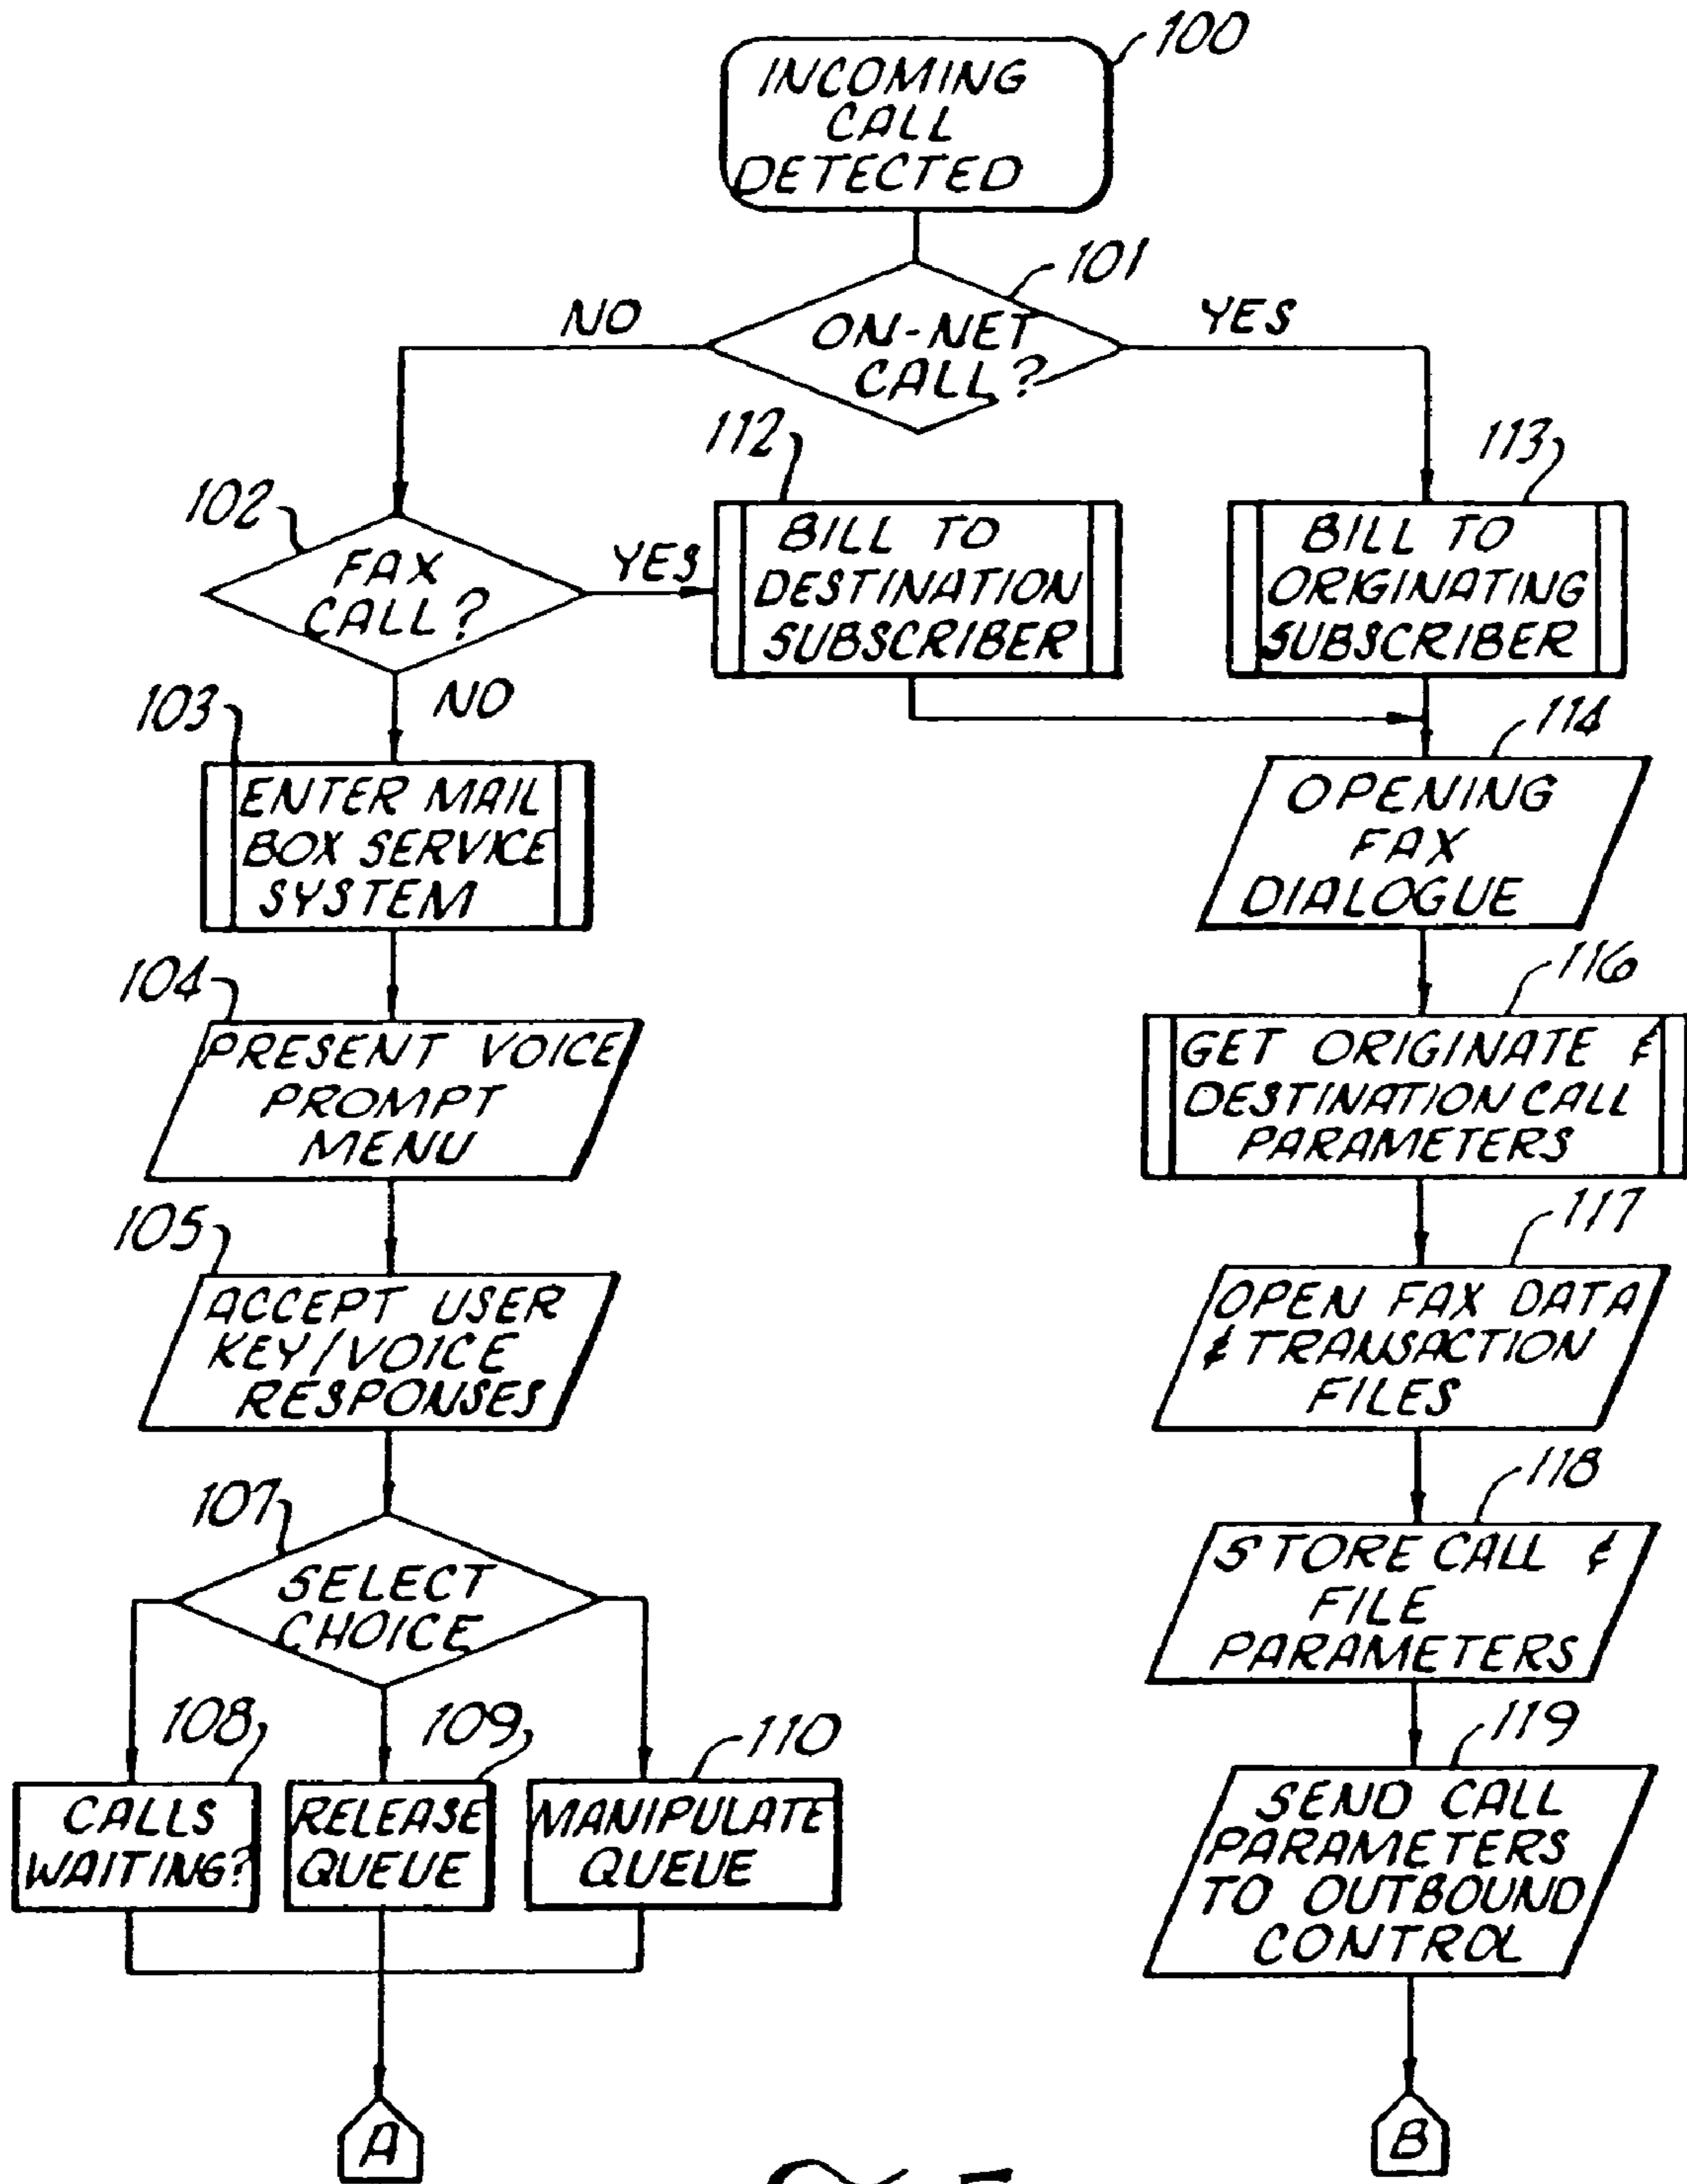 100
INCOMING
CALL
DETECTED
101
NO
ON-NET
CALL?
YES
112
113
102
FAX
CALL?
YES
BILL TO
DESTINATION
SUBSCRIBER
BILL TO
ORIGINATING
SUBSCRIBER
NO
103
ENTER MAIL
BOX SERVICE
SYSTEM
114
OPENING
FAX
DIALOGUE
104
PRESENT VOICE
PROMPT
MENU
116
GET ORIGINATE &
DESTINATION CALL
PARAMETERS
105
ACCEPT USER
KEY/VOICE
RESPONSES
117
OPEN FAX DATA
& TRANSACTION
FILES
107
SELECT
CHOICE
118
STORE CALL &
FILE
PARAMETERS
108
CALLS
WAITING?
109
RELEASE
QUEUE
110
MANIPULATE
QUEUE
119
SEND CALL
PARAMETERS
TO OUTBOUND
CONTROL
A
B